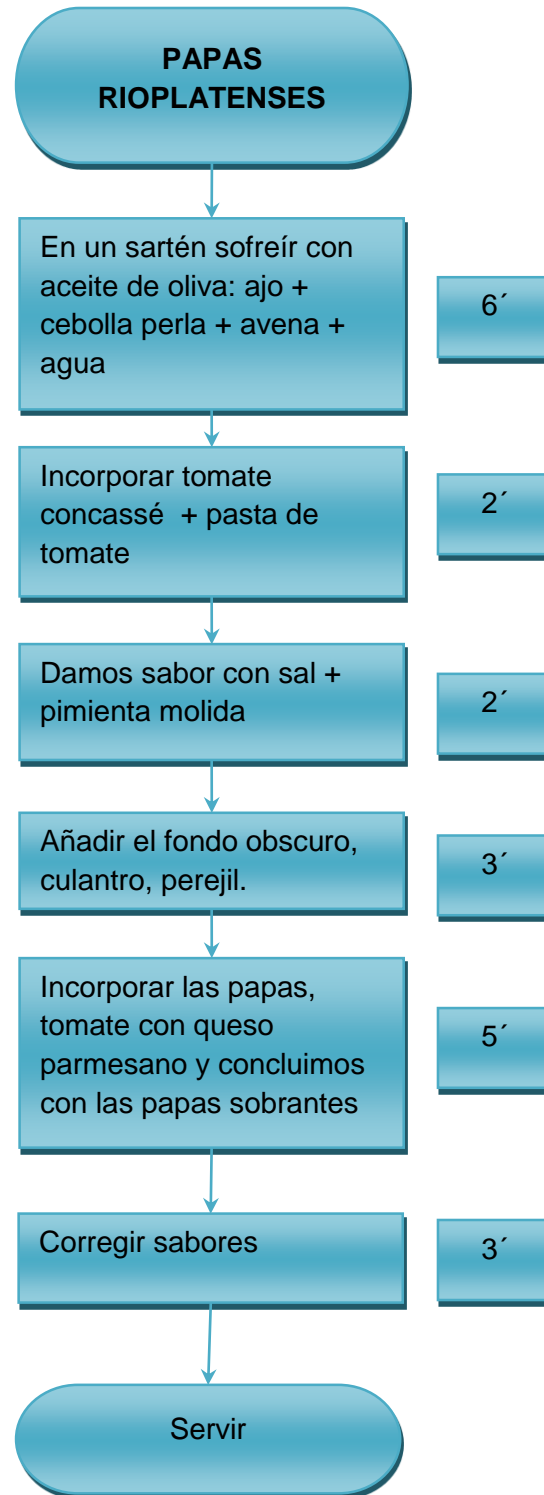 PAPAS
RIOPLATENSES
En un sartén sofreír con
aceite de oliva: ajo +
cebolla perla + avena +
agua
6´
Incorporar tomate
concassé + pasta de
tomate
2´
Damos sabor con sal +
pimienta molida
2´
Añadir el fondo obscuro,
culantro, perejil.
3´
Incorporar las papas,
tomate con queso
parmesano y concluimos
con las papas sobrantes
5´
Corregir sabores
3´
Servir